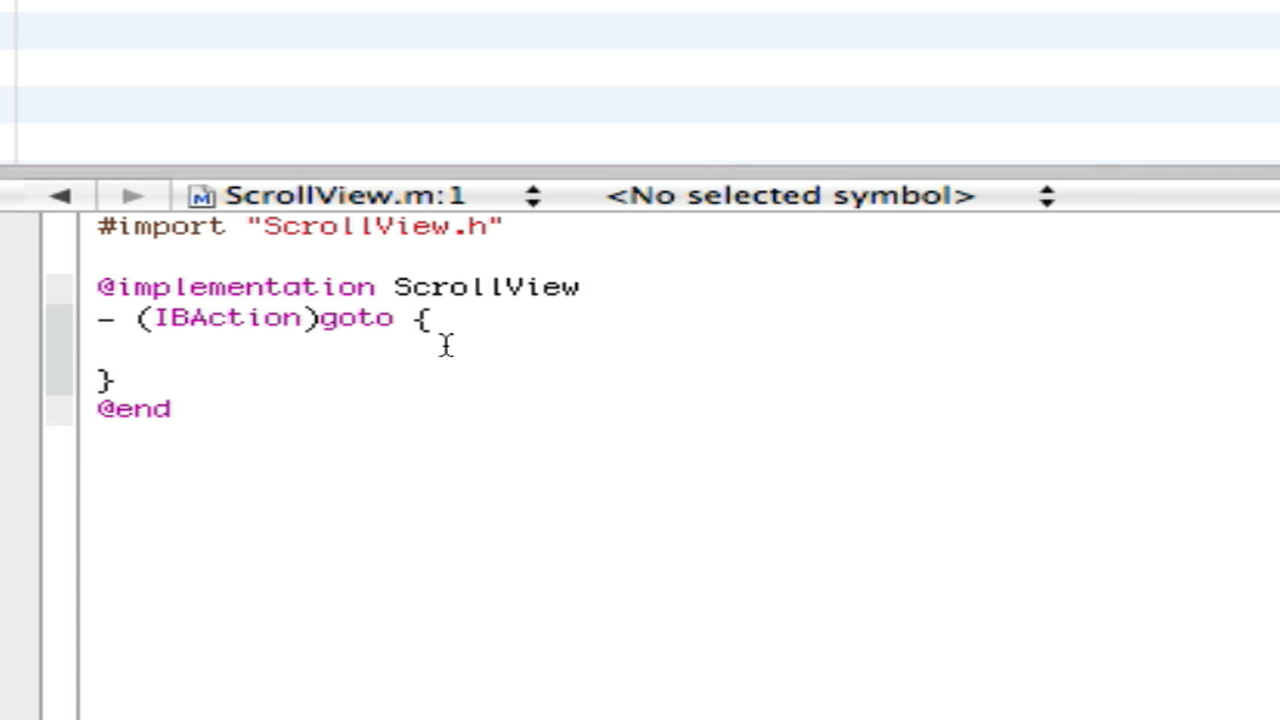 ScrollView.m:1 <No selected symbol>
#import "ScrollView.h"
@implementation ScrollView
- (IBAction)goto {
}
@end